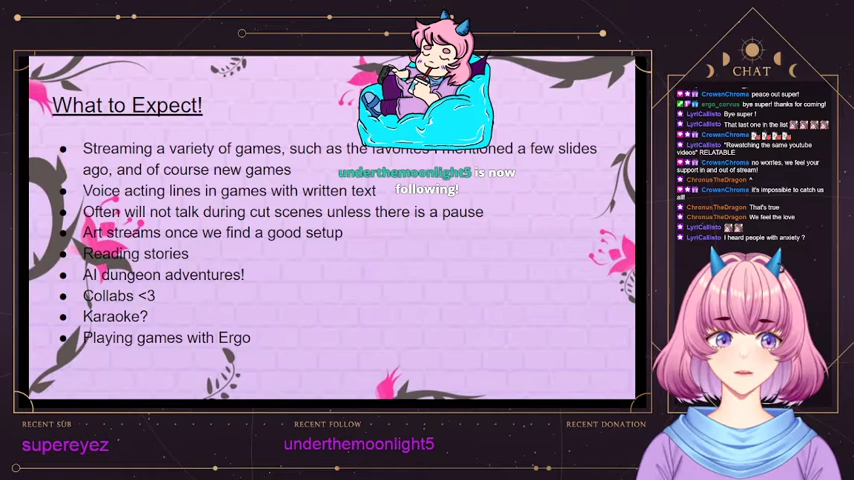 What to Expect!
Streaming a variety of games, such as the favorites I mentioned a few slides
ago, and of course new games
Voice acting lines in games with written text
Often will not talk during cut scenes unless there is a pause
Art streams once we find a good setup
Reading stories
AI dungeon adventures!
Collabs <3
Karaoke?
Playing games with Ergo
underthemoonlight5 is now
following!
CHAT
CrowanChroma peace out super!
ergo_corvus bye super! thanks for coming!
LyriCallisto Bye super !
LyriCallisto That last one in the list
CrowanChroma
LyriCallisto "Rewatching the same youtube
videos" RELATABLE
CrowanChroma no worries, we feel your
support in and out of stream!
ChronusTheDragon ^
CrowanChroma it's impossible to catch us
all!
ChronusTheDragon That's true
ChronusTheDragon We feel the love
LyriCallisto
LyriCallisto I heard people with anxiety ?
RECENT SUB
supereyez
RECENT FOLLOW
underthemoonlight5
RECENT DONATION